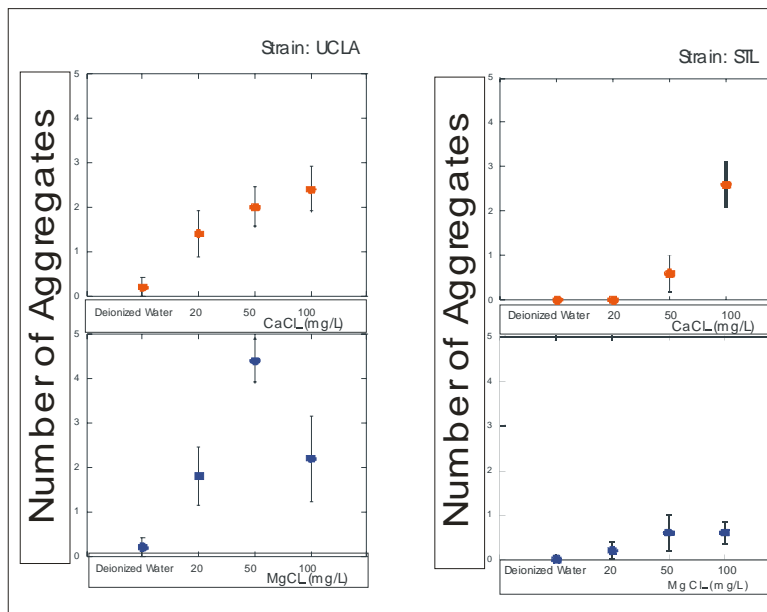 Strain: UCLA
Number of Aggregates
5
4
3
2
1
0
Deionized Water 20 50 100
CaCL (mg/L)
5
4
3
2
1
0
Deionized Water 20 50 100
MgCL (mg/L)
Strain: STL
Number of Aggregates
5
4
3
2
1
0
Deionized Water 20 50 100
CaCL (mg/L)
5
4
3
2
1
0
Deionized Water 20 50 100
MgCL (mg/L)